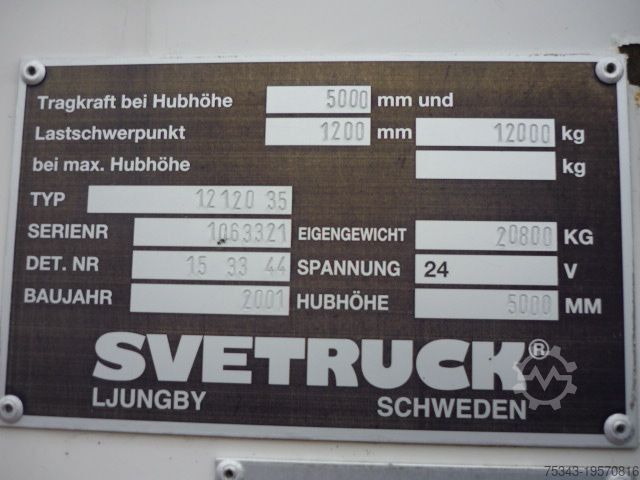 Tragkraft bei Hubhöhe 5000 mm und
Lastschwerpunkt 1200 mm 12000 kg
bei max. Hubhöhe kg
TYP 12120 35
SERIENR 1063321 EIGENGEWICHT 20800 KG
DET. NR 15 33 44 SPANNUNG 24 V
BAUJAHR 2001 HUBHÖHE 5000 MM
SVETRUCK®
LJUNGBY SCHWEDEN
75343-19570816